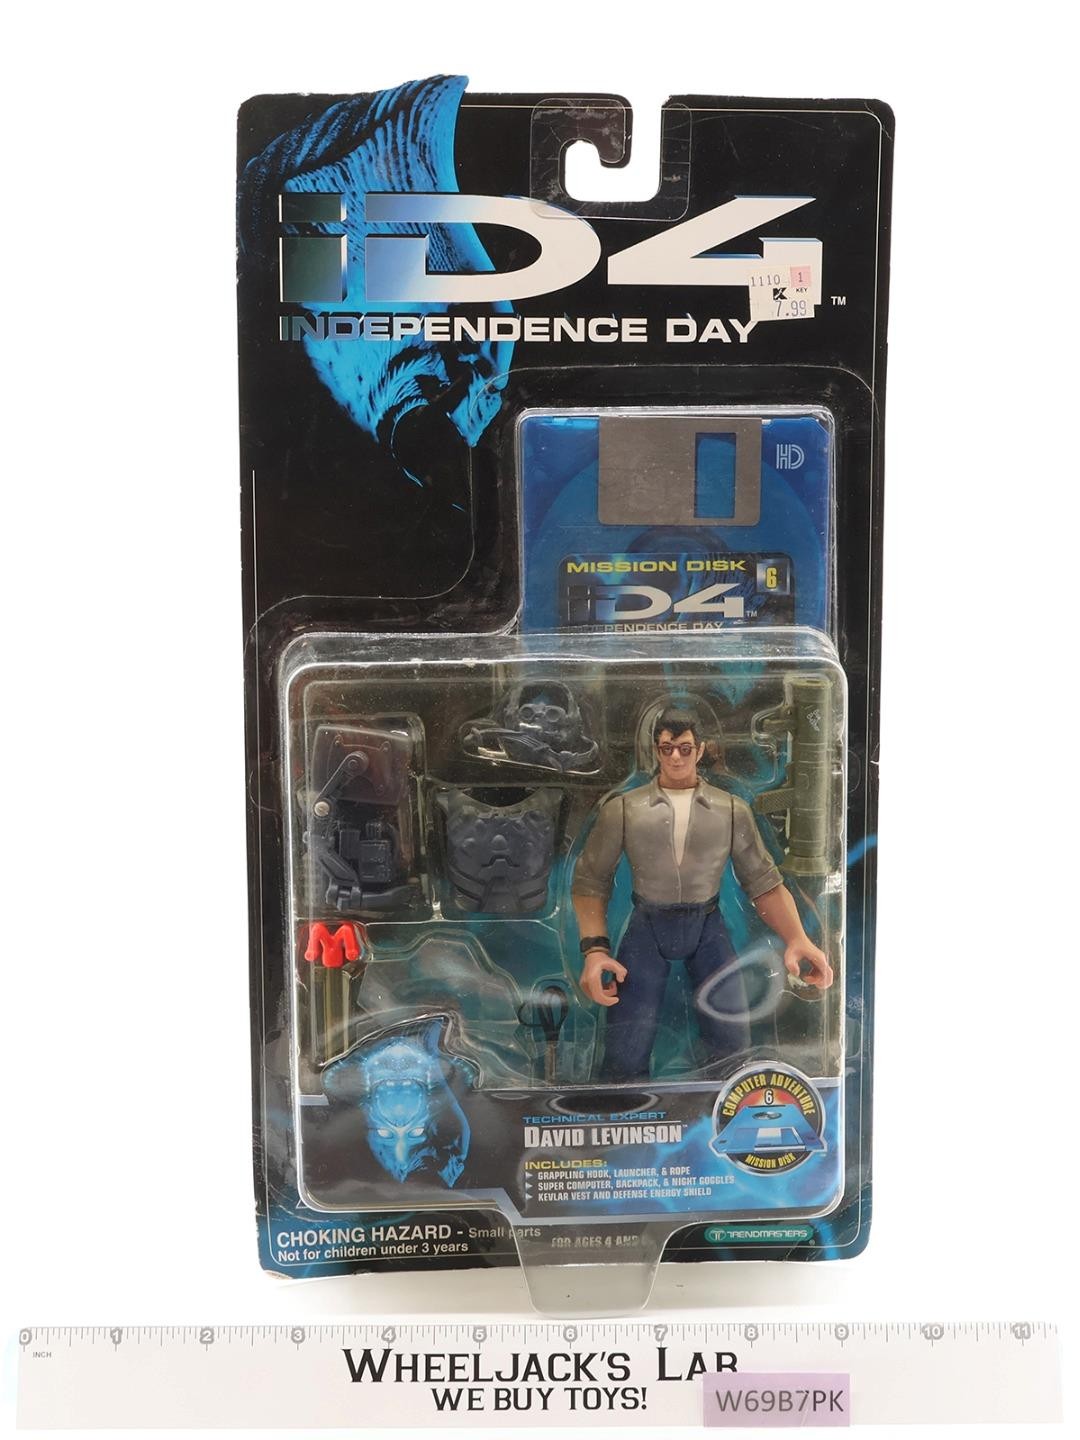 iD4
TM
INDEPENDENCE DAY
1110 1
K KEY
7.99
HD
MISSION DISK 6
iD4
TM
INDEPENDENCE DAY
COMPUTER ADVENTURE
6
MISSION DISK
TECHNICAL EXPERT
DAVID LEVINSON™
INCLUDES:
GRAPPLING HOOK, LAUNCHER, & ROPE
SUPER COMPUTER, BACKPACK, & NIGHT GOGGLES
KEVLAR VEST AND DEFENSE ENERGY SHIELD
CHOKING HAZARD - Small parts
Not for children under 3 years
FOR AGES 4 AND
TRENDMASTERS®
0 1 2 3 4 5 6 7 8 9 10 11
INCH
WHEELJACK'S LAB
WE BUY TOYS!
W69B7PK